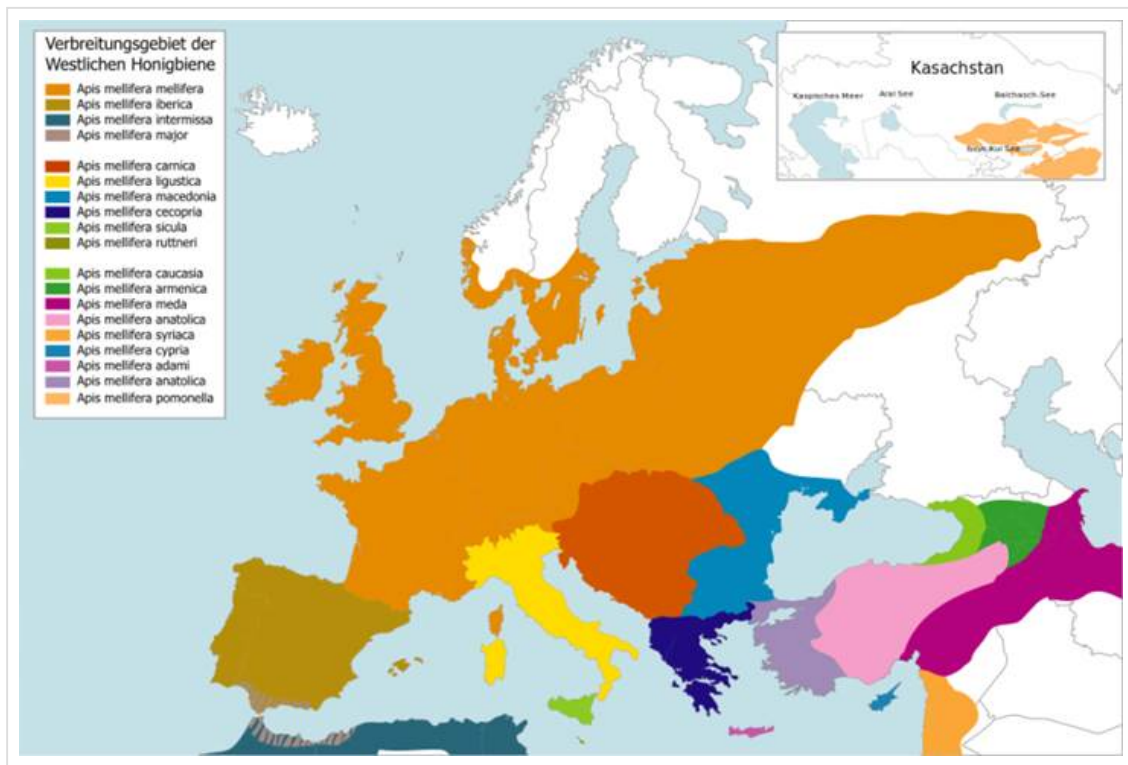 Verbreitungsgebiet der
Westlichen Honigbiene
Apis mellifera mellifera
Apis mellifera iberica
Apis mellifera intermissa
Apis mellifera major
Apis mellifera carnica
Apis mellifera ligustica
Apis mellifera macedonia
Apis mellifera cecopria
Apis mellifera sicula
Apis mellifera ruttneri
Apis mellifera caucasia
Apis mellifera armenica
Apis mellifera meda
Apis mellifera anatolica
Apis mellifera syriaca
Apis mellifera cypria
Apis mellifera adami
Apis mellifera anatolica
Apis mellifera pomonella
Kasachstan
Kaspisches Meer
Aral See
Balchasch-See
Kul See